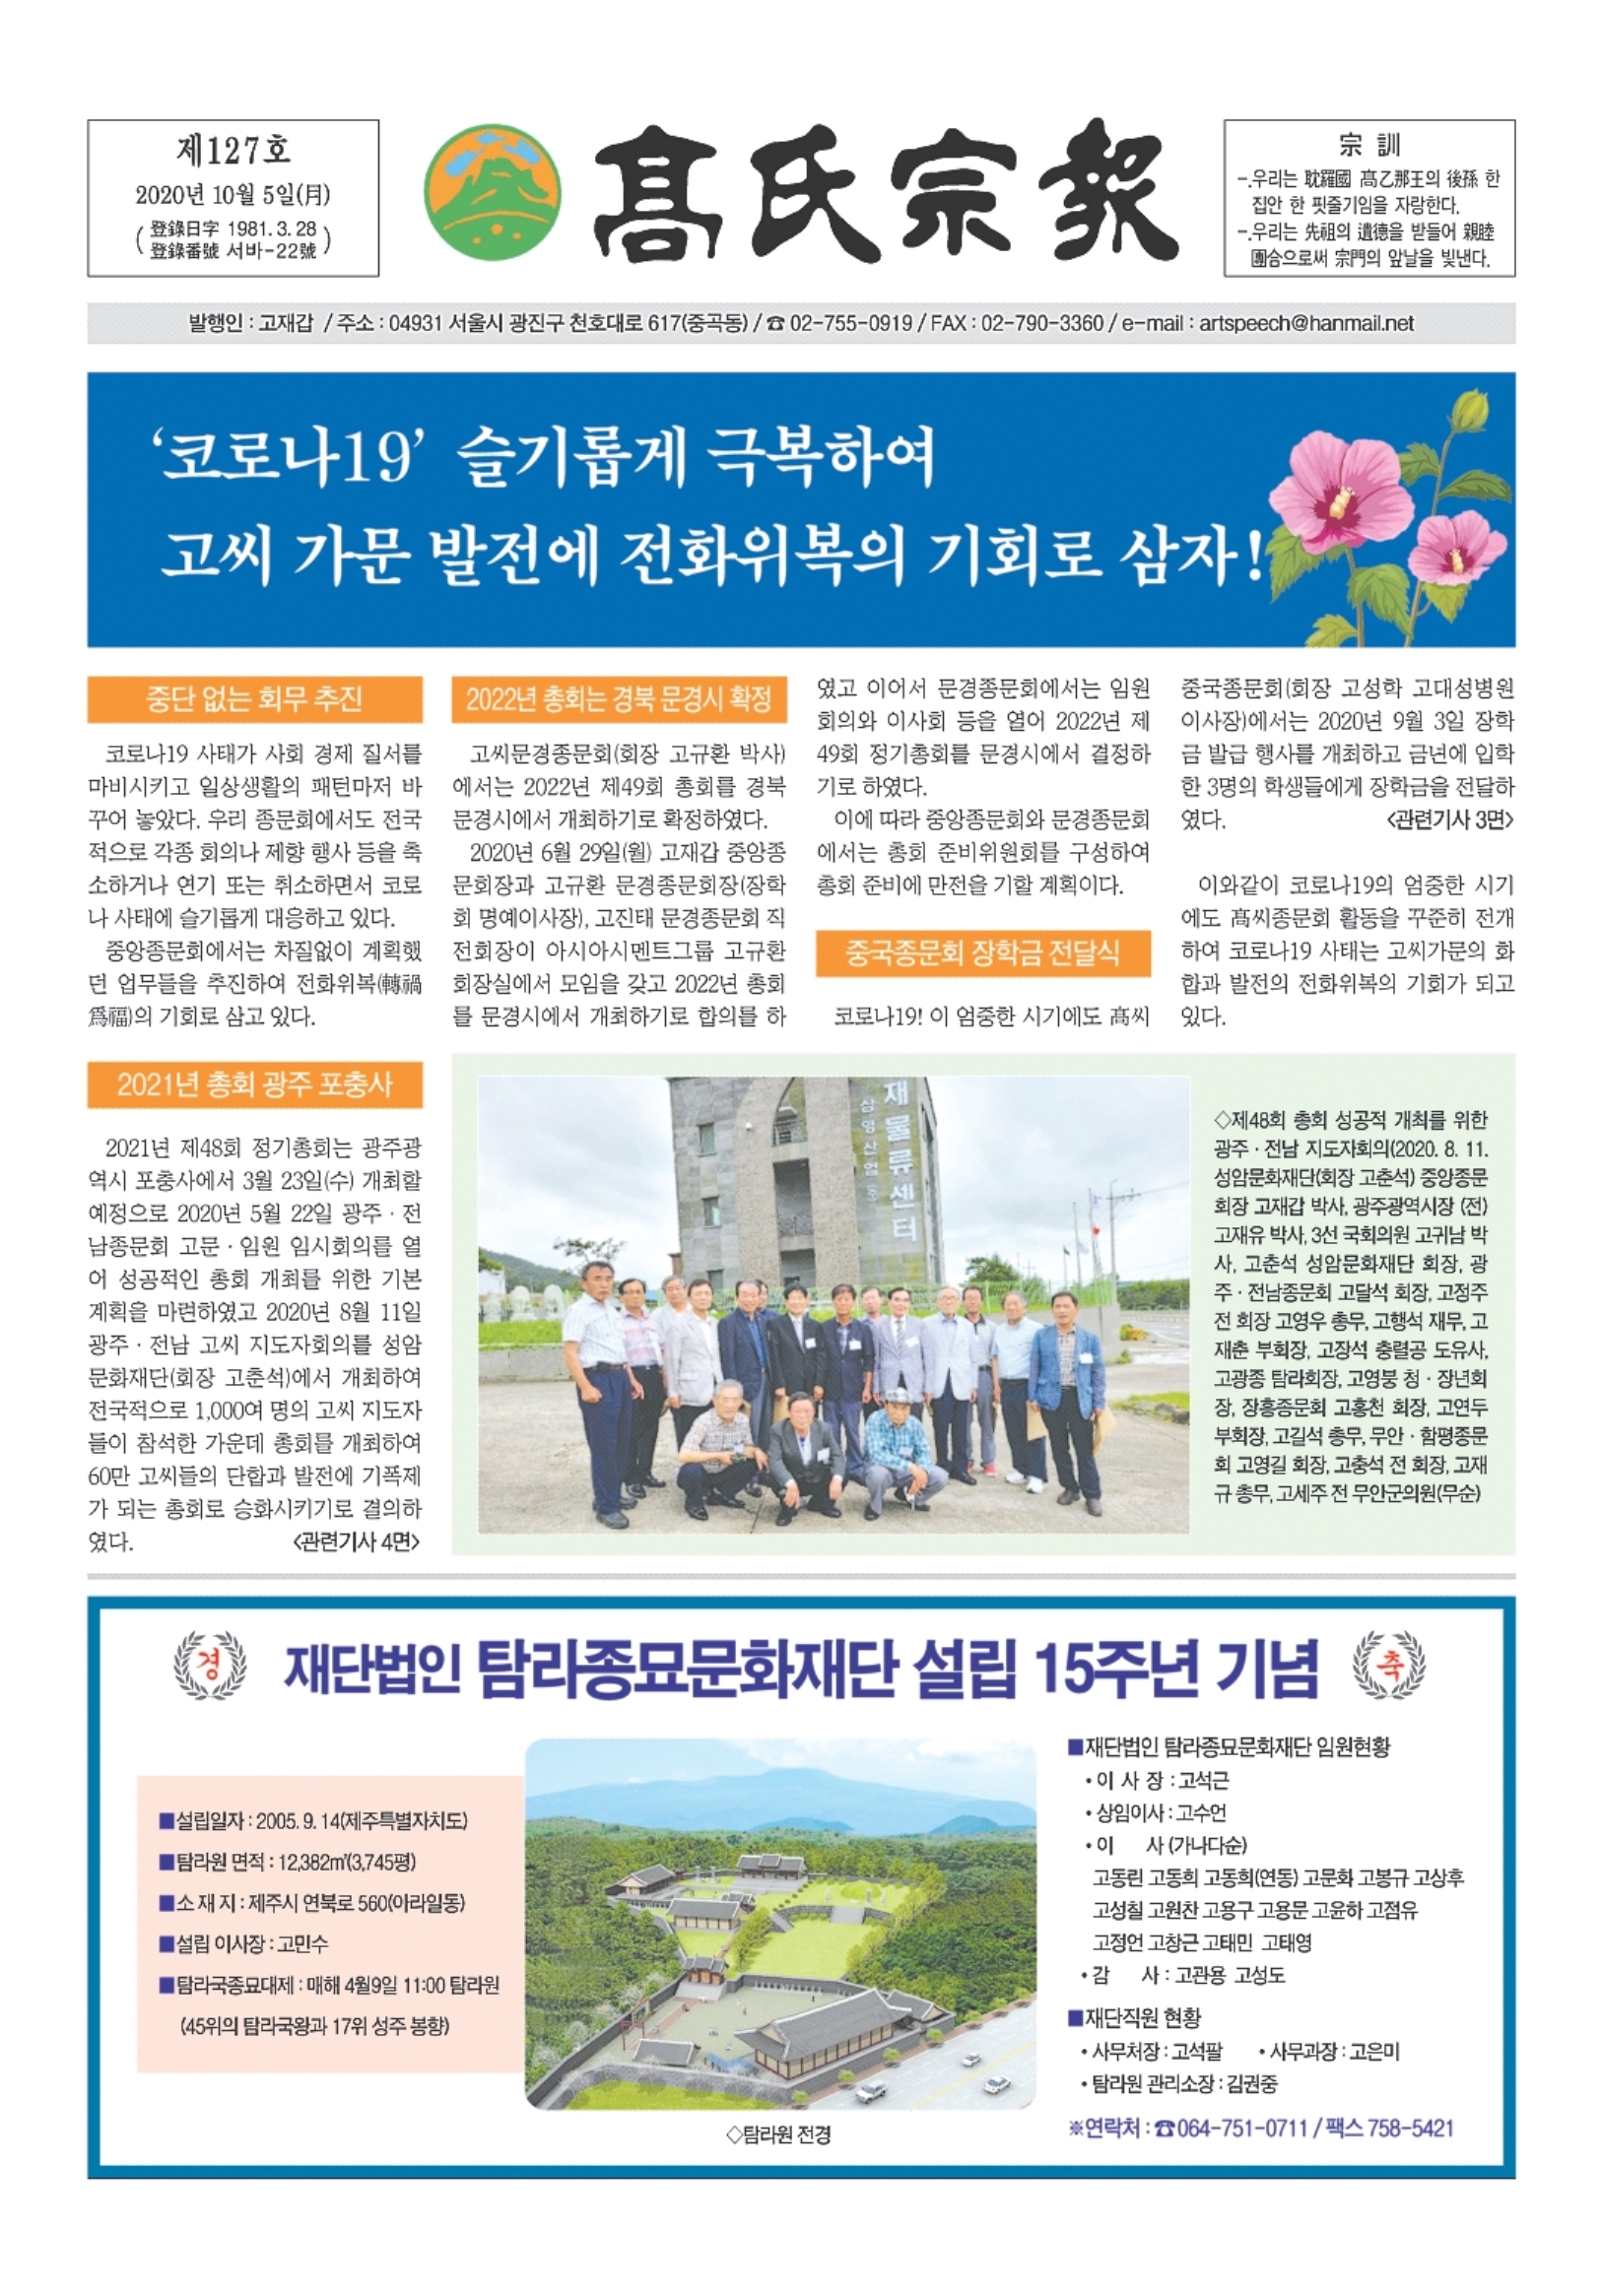 제127호
2020년 10월 5일(月)
( 登錄日字 1981. 3. 28
登錄番號 서바-22號 )
髙氏宗報
宗 訓
-.우리는 耽羅國 髙乙那王의 後孫 한
집안 한 핏줄기임을 자랑한다.
-.우리는 先祖의 遺德을 받들어 親睦
團合으로써 宗門의 앞날을 빛낸다.
발행인 : 고재갑 / 주소 : 04931 서울시 광진구 천호대로 617(중곡동) / ☎ 02-755-0919 / FAX : 02-790-3360 / e-mail : artspeech@hanmail.net
‘코로나19’ 슬기롭게 극복하여
고씨 가문 발전에 전화위복의 기회로 삼자!
중단 없는 회무 추진
코로나19 사태가 사회 경제 질서를
마비시키고 일상생활의 패턴마저 바
꾸어 놓았다. 우리 종문회에서도 전국
적으로 각종 회의나 제향 행사 등을 축
소하거나 연기 또는 취소하면서 코로
나 사태에 슬기롭게 대응하고 있다.
중앙종문회에서는 차질없이 계획했
던 업무들을 추진하여 전화위복(轉禍
爲福)의 기회로 삼고 있다.
2021년 총회 광주 포충사
2021년 제48회 정기총회는 광주광
역시 포충사에서 3월 23일(수) 개최할
예정으로 2020년 5월 22일 광주 · 전
남종문회 고문 · 임원 임시회의를 열
어 성공적인 총회 개최를 위한 기본
계획을 마련하였고 2020년 8월 11일
광주 · 전남 고씨 지도자회의를 성암
문화재단(회장 고춘석)에서 개최하여
전국적으로 1,000여 명의 고씨 지도자
들이 참석한 가운데 총회를 개최하여
60만 고씨들의 단합과 발전에 기폭제
가 되는 총회로 승화시키기로 결의하
였다. <관련기사 4면>
2022년 총회는 경북 문경시 확정
고씨문경종문회(회장 고규환 박사)
에서는 2022년 제49회 총회를 경북
문경시에서 개최하기로 확정하였다.
2020년 6월 29일(월) 고재갑 중앙종
문회장과 고규환 문경종문회장(장학
회 명예이사장), 고진태 문경종문회 직
전회장이 아시아시멘트그룹 고규환
회장실에서 모임을 갖고 2022년 총회
를 문경시에서 개최하기로 합의를 하
였고 이어서 문경종문회에서는 임원
회의와 이사회 등을 열어 2022년 제
49회 정기총회를 문경시에서 결정하
기로 하였다.
이에 따라 중앙종문회와 문경종문회
에서는 총회 준비위원회를 구성하여
총회 준비에 만전을 기할 계획이다.
중국종문회 장학금 전달식
코로나19! 이 엄중한 시기에도 髙씨
중국종문회(회장 고성학 고대성병원
이사장)에서는 2020년 9월 3일 장학
금 발급 행사를 개최하고 금년에 입학
한 3명의 학생들에게 장학금을 전달하
였다. <관련기사 3면>
이와같이 코로나19의 엄중한 시기
에도 髙씨종문회 활동을 꾸준히 전개
하여 코로나19 사태는 고씨가문의 화
합과 발전의 전화위복의 기회가 되고
있다.
재물류센터
삼영산업
◇제48회 총회 성공적 개최를 위한
광주 · 전남 지도자회의(2020. 8. 11.
성암문화재단(회장 고춘석) 중앙종문
회장 고재갑 박사, 광주광역시장 (전)
고재유 박사, 3선 국회의원 고귀남 박
사, 고춘석 성암문화재단 회장, 광
주 · 전남종문회 고달석 회장, 고정주
전 회장 고영우 총무, 고행석 재무, 고
재춘 부회장, 고장석 충렬공 도유사,
고광종 탐라회장, 고영붕 청 · 장년회
장, 장흥종문회 고흥천 회장, 고연두
부회장, 고길석 총무, 무안 · 함평종문
회 고영길 회장, 고충석 전 회장, 고재
규 총무, 고세주 전 무안군의원(무순)
경 재단법인 탐라종묘문화재단 설립 15주년 기념 축
■설립일자 : 2005. 9. 14(제주특별자치도)
■탐라원 면적 : 12,382㎡(3,745평)
■소 재 지 : 제주시 연북로 560(아라일동)
■설립 이사장 : 고민수
■탐라국종묘대제 : 매해 4월9일 11:00 탐라원
(45위의 탐라국왕과 17위 성주 봉향)
◇탐라원 전경
■재단법인 탐라종묘문화재단 임원현황
• 이 사 장 : 고석근
• 상임이사 : 고수언
• 이 사 (가나다순)
고동린 고동희 고동희(연동) 고문화 고봉규 고상후
고성칠 고원찬 고용구 고용문 고윤하 고점유
고정언 고창근 고태민 고태영
• 감 사 : 고관용 고성도
■재단직원 현황
• 사무처장 : 고석팔 • 사무과장 : 고은미
• 탐라원 관리소장 : 김권중
※연락처 : ☎064-751-0711 / 팩스 758-5421